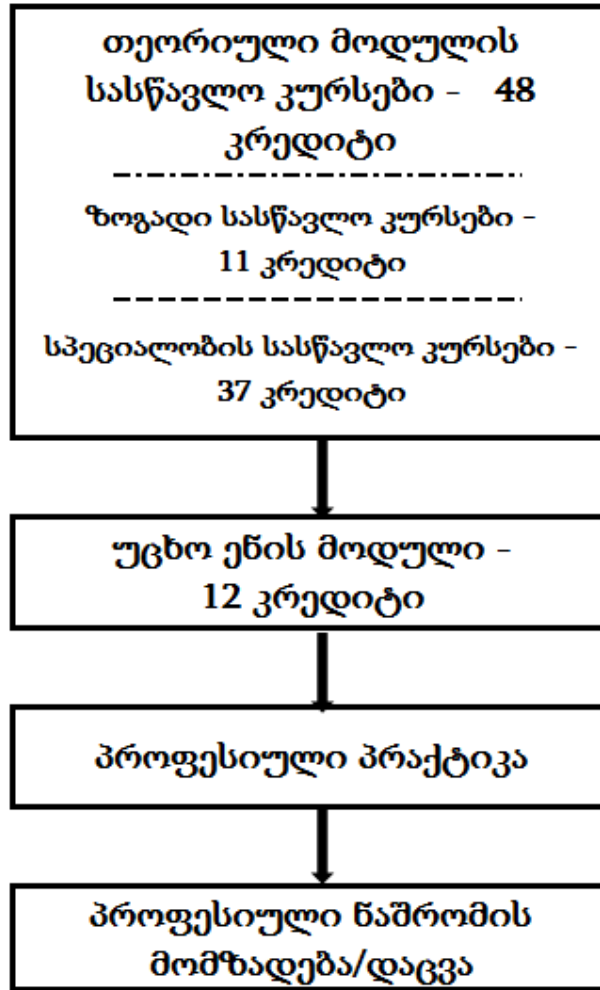 თეორიული მოდულის
სასწავლო კურსები - 48
კრედიტი
ზოგადი სასწავლო კურსები -
11 კრედიტი
სპეციალობის სასწავლო კურსები -
37 კრედიტი
უცხო ენის მოდული -
12 კრედიტი
პროფესიული პრაქტიკა
პროფესიული ნაშრომის
მომზადება/დაცვა